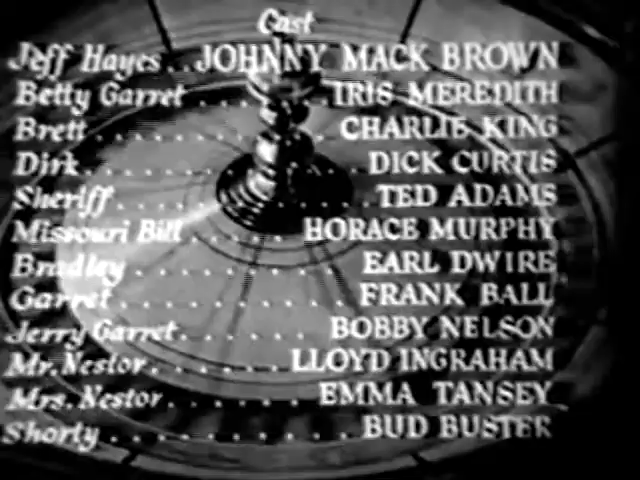 Cast
Jeff Hayes..JOHNNY MACK BROWN
Betty Garret........IRIS MEREDITH
Brett..............CHARLIE KING
Dirk................DICK CURTIS
Sheriff..............TED ADAMS
Missouri Bill......HORACE MURPHY
Bradley............EARL DWIRE
Garret.............FRANK BALL
Jerry Garret.......BOBBY NELSON
Mr. Nestor.......LLOYD INGRAHAM
Mrs. Nestor.......EMMA TANSEY
Shorty.............BUD BUSTER